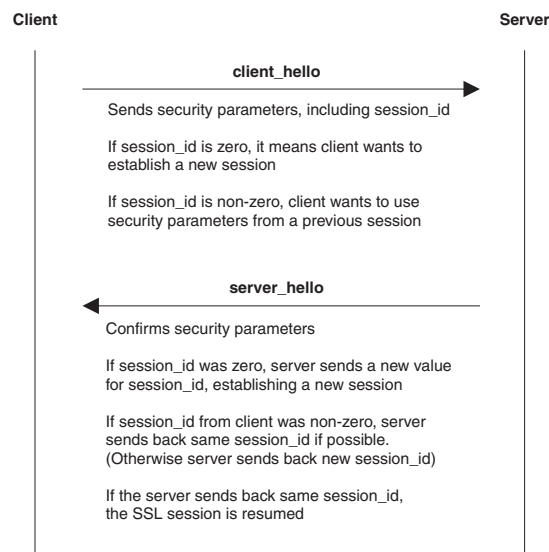 Client
Server
client_hello
Sends security parameters, including session_id
If session_id is zero, it means client wants to
establish a new session
If session_id is non-zero, client wants to use
security parameters from a previous session
server_hello
Confirms security parameters
If session_id was zero, server sends a new value
for session_id, establishing a new session
If session_id from client was non-zero, server
sends back same session_id if possible.
(Otherwise server sends back new session_id)
If the server sends back same session_id,
the SSL session is resumed